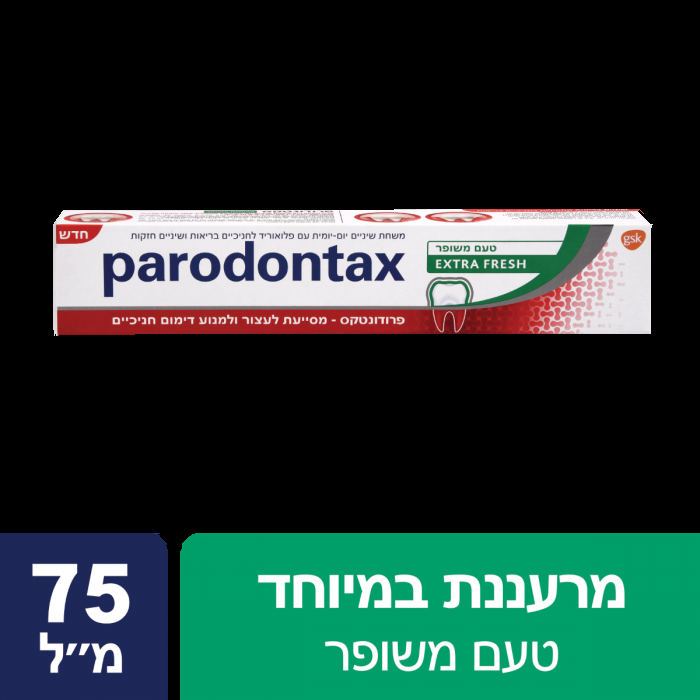 חדש
משחת שיניים יום-יומית עם פלואוריד לחניכיים בריאות ושיניים חזקות
parodontax
טעם משופר
EXTRA FRESH
gsk
פרודונטקס - מסייעת לעצור ולמנוע דימום חניכיים
75
מ״ל
מרעננת במיוחד
טעם משופר